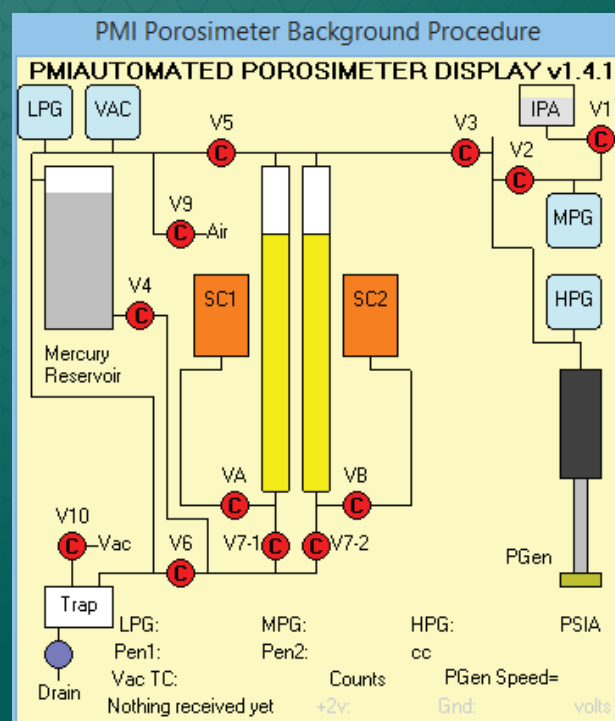 PMI Porosimeter Background Procedure
PMIAUTOMATED POROSIMETER DISPLAY v1.4.1
LPG VAC IPA V1
V5 V3
V2
V9
Air
MPG
V4 SC1 SC2 HPG
Mercury
Reservoir
VA VB
V10
Vac V6 V7-1 V7-2
PGen
Trap
LPG: MPG: HPG: PSIA
Pen1: Pen2: cc
Drain
Vac TC: Counts PGen Speed=
Nothing received yet +2v: Gnd: volts
C
C
C
C
C
C
C
C
C
C
C
C